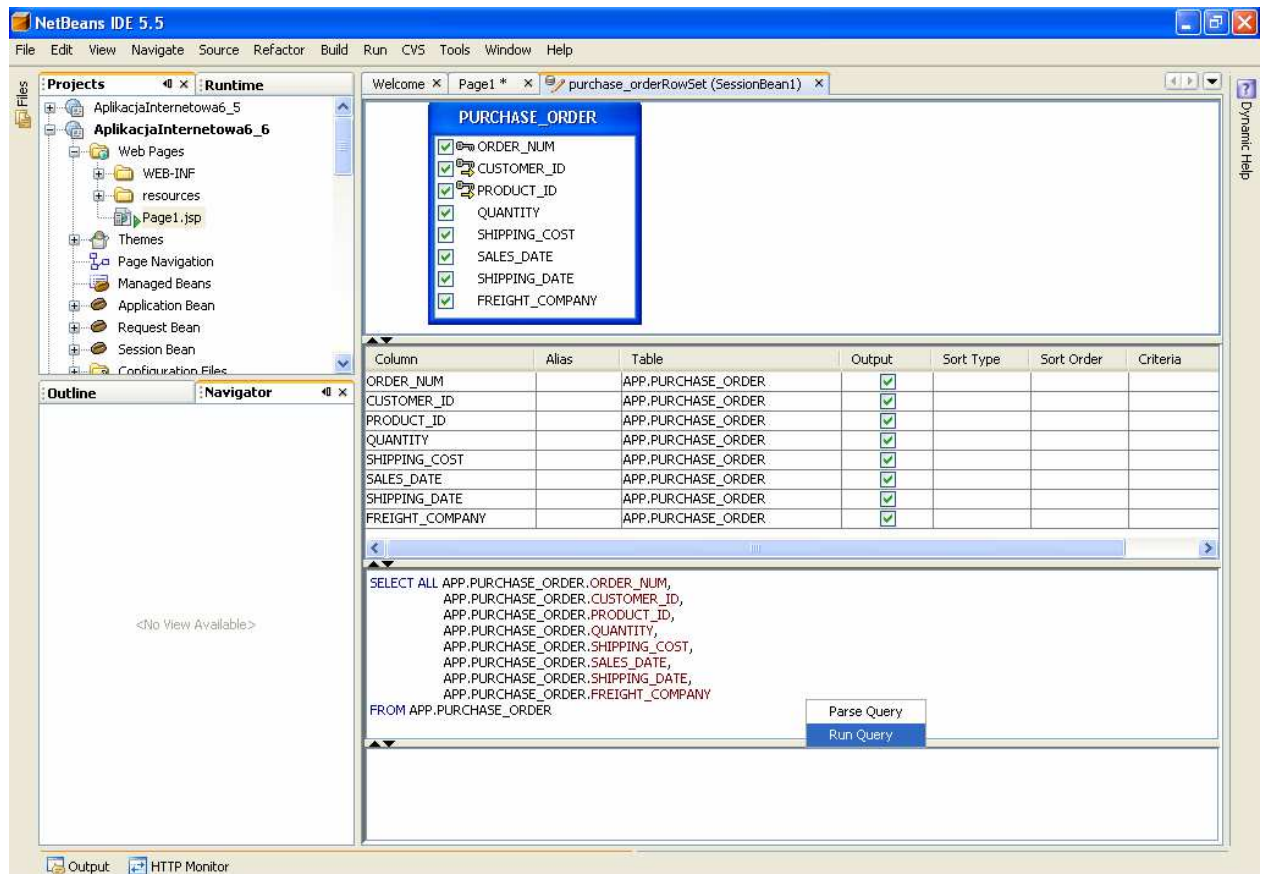 NetBeans IDE 5.5
File Edit View Navigate Source Refactor Build Run CVS Tools Window Help
Files
Projects Runtime
AplikacjaInternetowa6_5
AplikacjaInternetowa6_6
Web Pages
WEB-INF
resources
Page1.jsp
Themes
Page Navigation
Managed Beans
Application Bean
Request Bean
Session Bean
Configuration Files
Outline Navigator
<No View Available>
Welcome Page1 * purchase_orderRowSet (SessionBean1)
Dynamic Help
PURCHASE_ORDER
ORDER_NUM
CUSTOMER_ID
PRODUCT_ID
QUANTITY
SHIPPING_COST
SALES_DATE
SHIPPING_DATE
FREIGHT_COMPANY
Column Alias Table Output Sort Type Sort Order Criteria
ORDER_NUM APP.PURCHASE_ORDER
CUSTOMER_ID APP.PURCHASE_ORDER
PRODUCT_ID APP.PURCHASE_ORDER
QUANTITY APP.PURCHASE_ORDER
SHIPPING_COST APP.PURCHASE_ORDER
SALES_DATE APP.PURCHASE_ORDER
SHIPPING_DATE APP.PURCHASE_ORDER
FREIGHT_COMPANY APP.PURCHASE_ORDER
SELECT ALL APP.PURCHASE_ORDER.ORDER_NUM,
APP.PURCHASE_ORDER.CUSTOMER_ID,
APP.PURCHASE_ORDER.PRODUCT_ID,
APP.PURCHASE_ORDER.QUANTITY,
APP.PURCHASE_ORDER.SHIPPING_COST,
APP.PURCHASE_ORDER.SALES_DATE,
APP.PURCHASE_ORDER.SHIPPING_DATE,
APP.PURCHASE_ORDER.FREIGHT_COMPANY
FROM APP.PURCHASE_ORDER
Parse Query
Run Query
Output HTTP Monitor